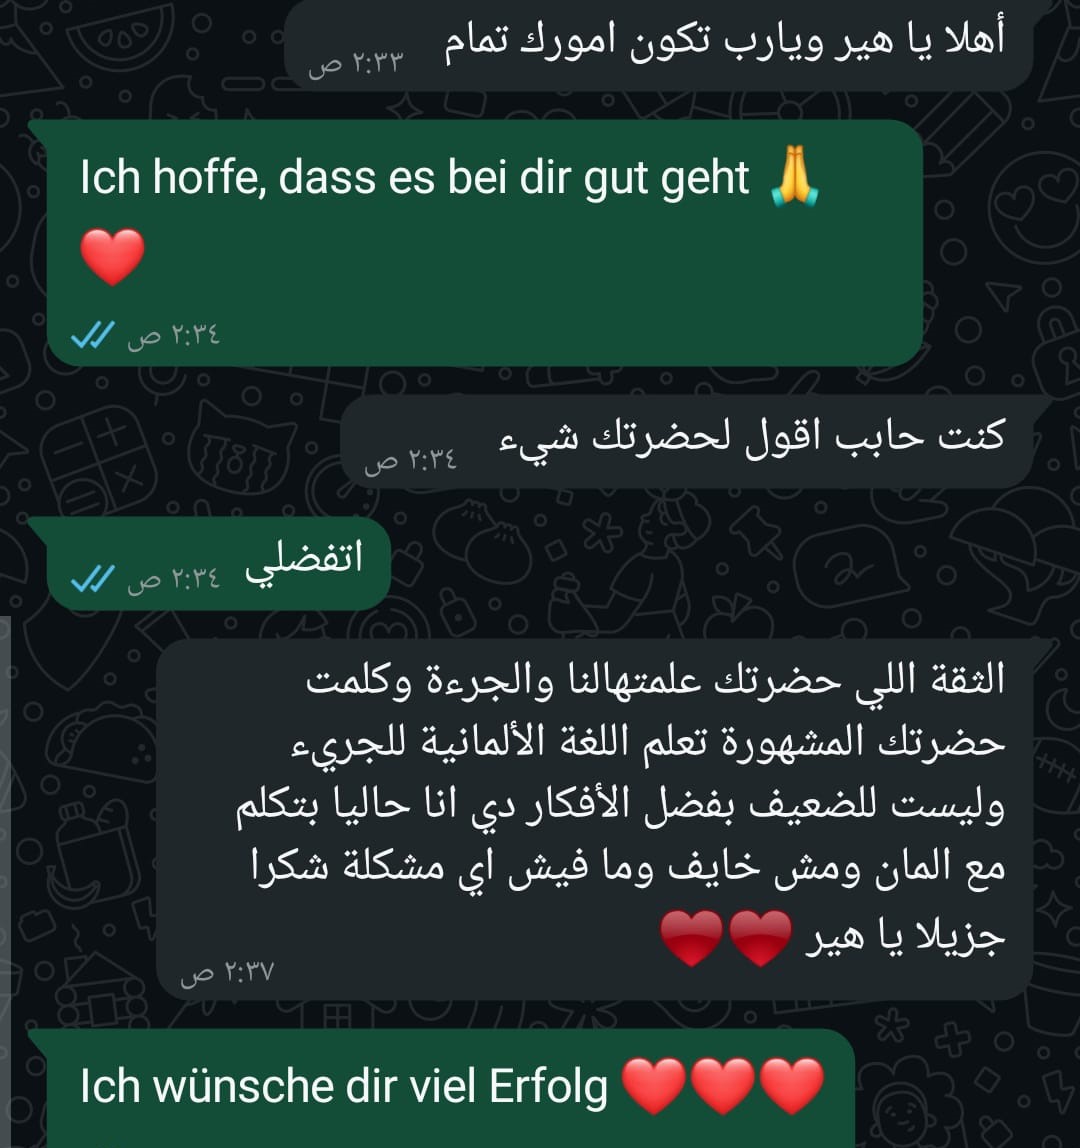 أهلا يا هير ويارب تكون امورك تمام
٢:٣٣ ص
Ich hoffe, dass es bei dir gut geht 🙏
❤️
٢:٣٤ ص
كنت حابب اقول لحضرتك شيء
٢:٣٤ ص
اتفضلي
٢:٣٤ ص
الثقة اللي حضرتك علمتهالنا والجرءة وكلمت
حضرتك المشهورة تعلم اللغة الألمانية للجريء
وليست للضعيف بفضل الأفكار دي انا حاليا بتكلم
مع المان ومش خايف وما فيش اي مشكلة شكرا
جزيلا يا هير ♥️♥️
٢:٣٧ ص
Ich wünsche dir viel Erfolg ❤️❤️❤️